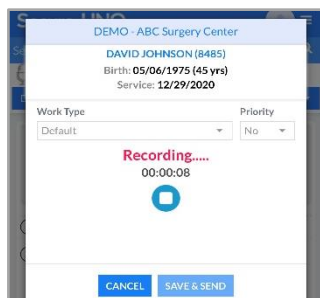 DEMO - ABC Surgery Center
DAVID JOHNSON (8485)
Birth: 05/06/1975 (45 yrs)
Service: 12/29/2020
Work Type Priority
Default No
Recording.....
00:00:08
CANCEL SAVE & SEND